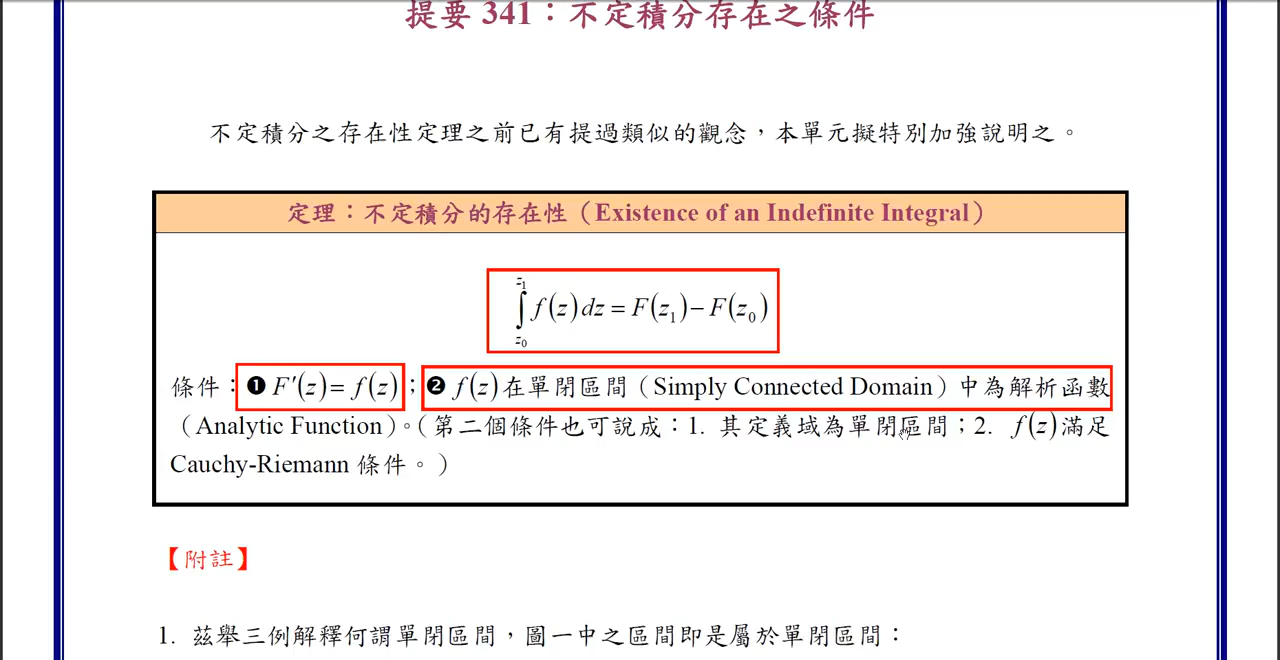 提要 341：不定積分存在之條件
不定積分之存在性定理之前已有提過類似的觀念，本單元擬特別加強說明之。
定理：不定積分的存在性（Existence of an Indefinite Integral）
∫_{z₀}^{z₁} f(z)dz = F(z₁) − F(z₀)
條件：❶ F′(z) = f(z)；❷ f(z)在單閉區間（Simply Connected Domain）中為解析函數
（Analytic Function）。（第二個條件也可說成：1. 其定義域為單閉區間；2. f(z)滿足
Cauchy-Riemann 條件。）
【附註】
1. 茲舉三例解釋何謂單閉區間，圖一中之區間即是屬於單閉區間：